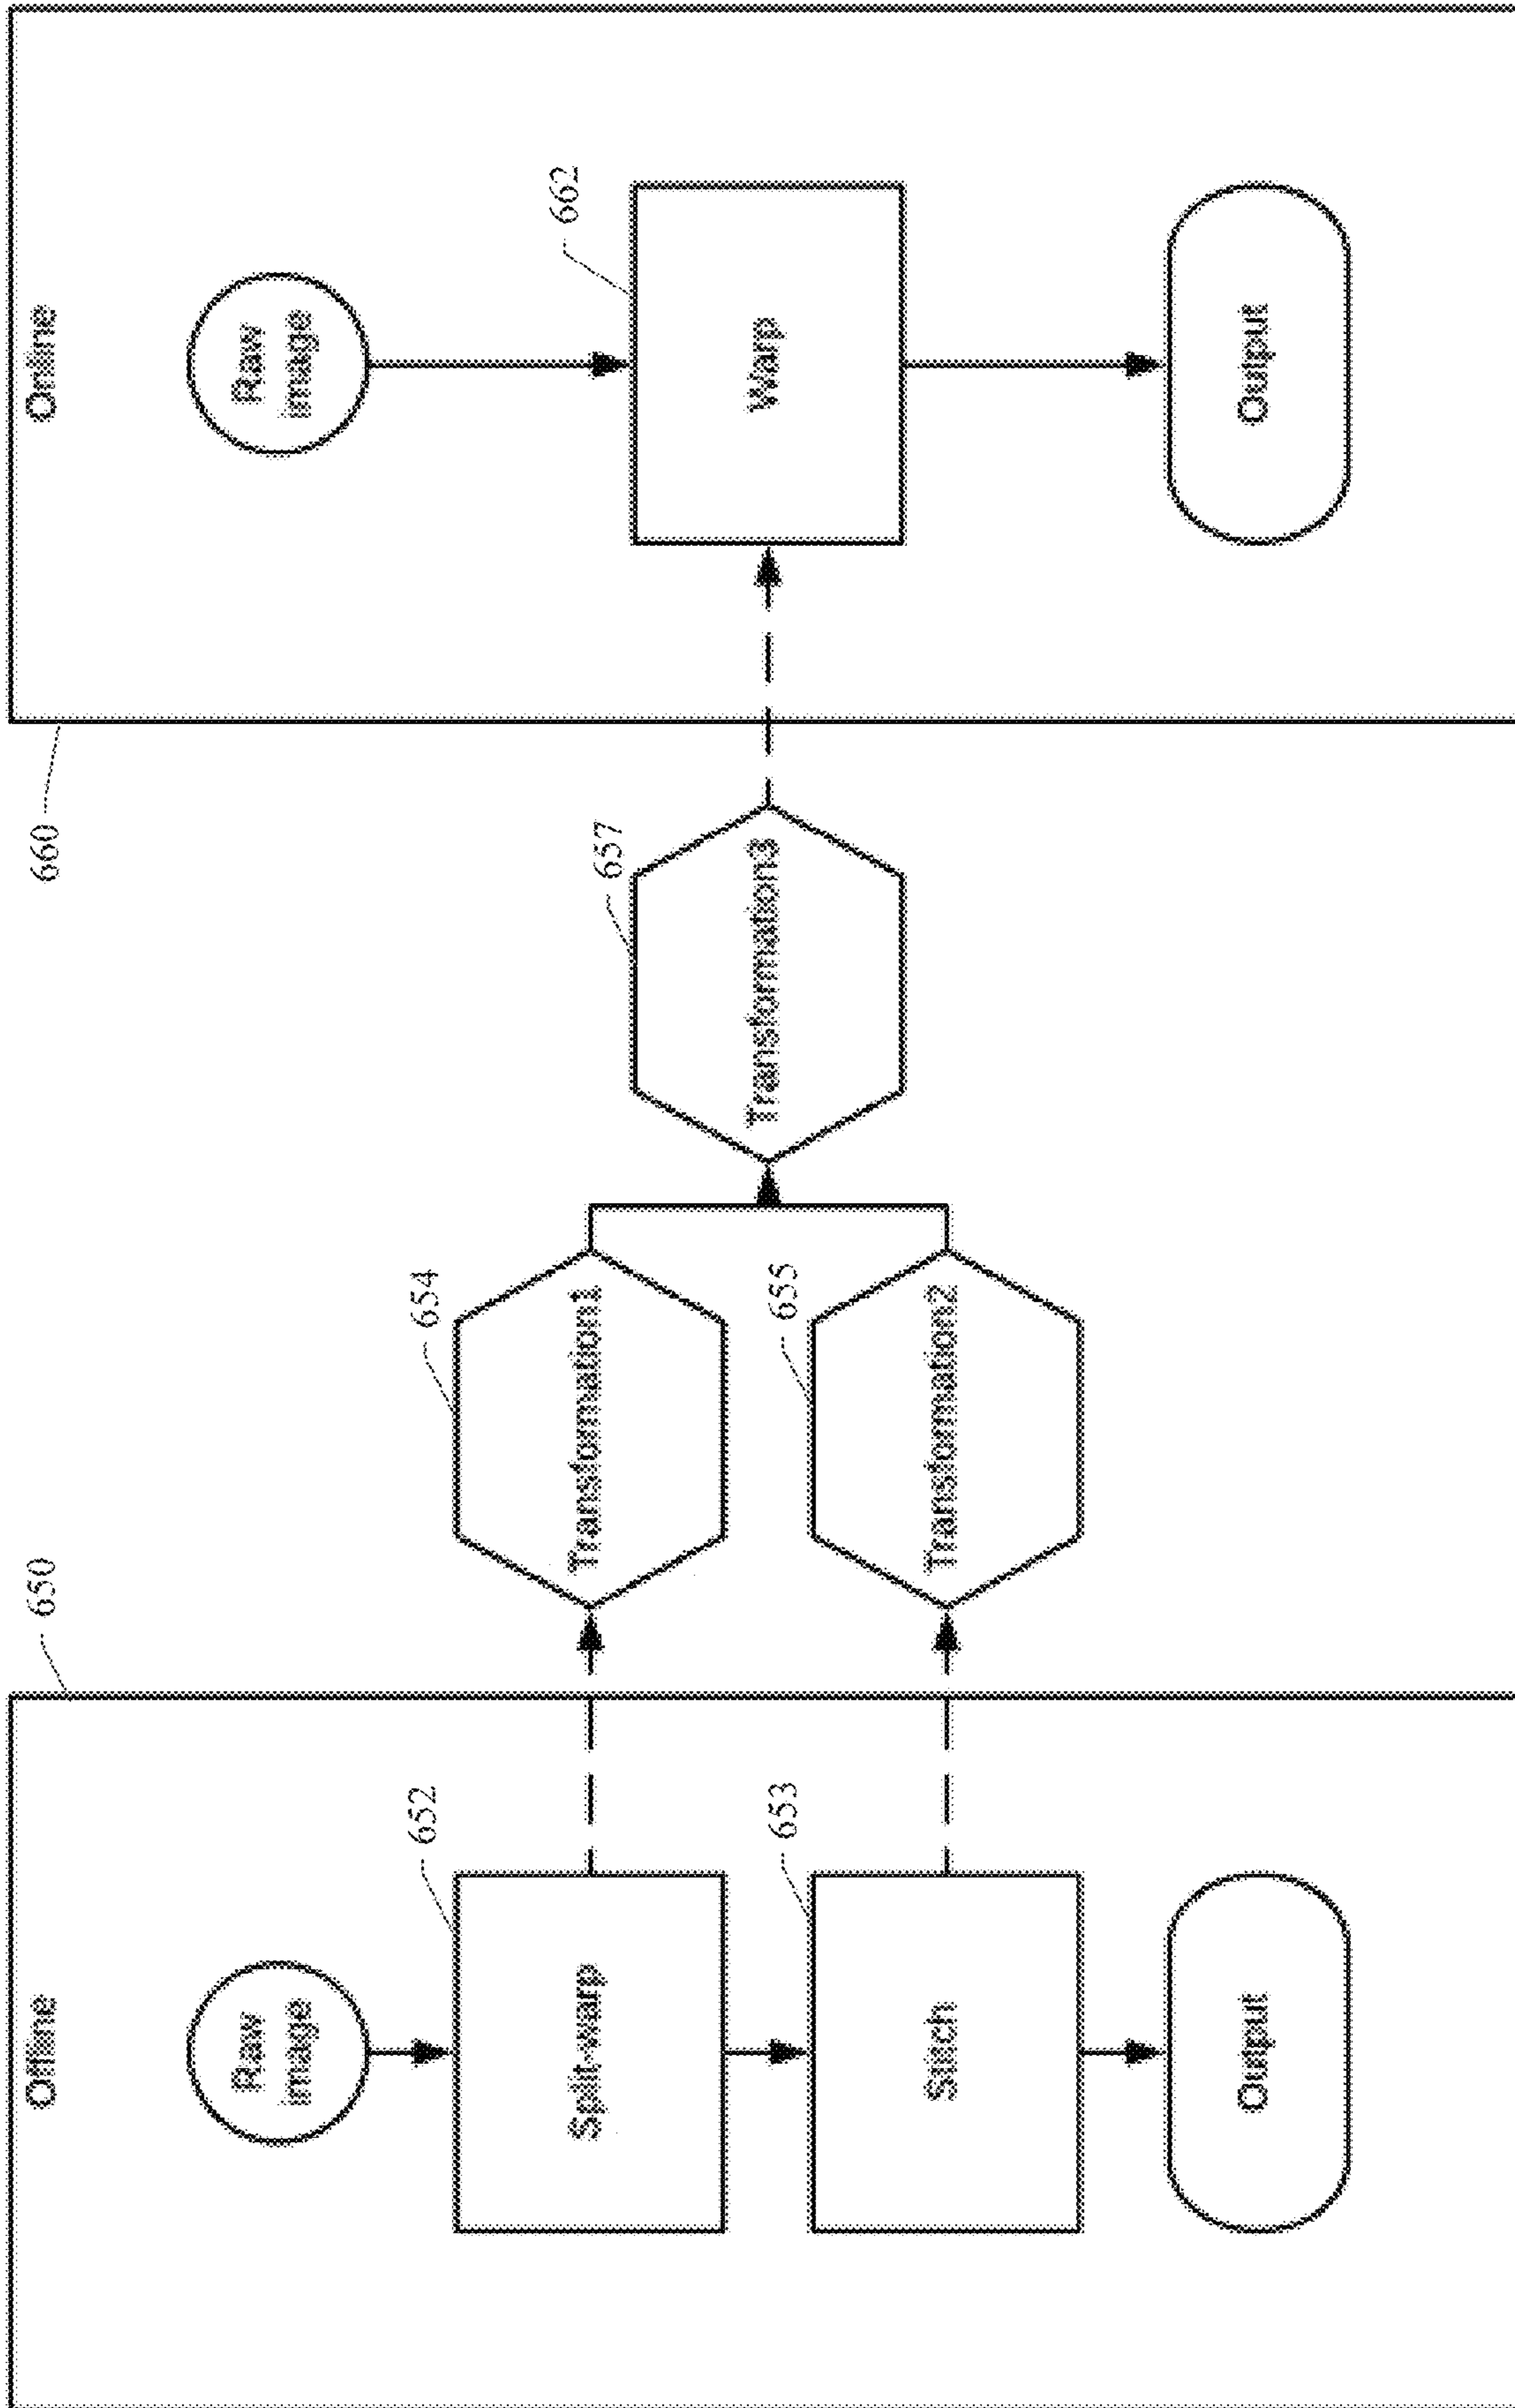 Offline
650
Raw
image
652
Split-warp
653
Stitch
Output
654
Transformation1
655
Transformation2
657
Transformation3
660
Online
Raw
image
662
Warp
Output